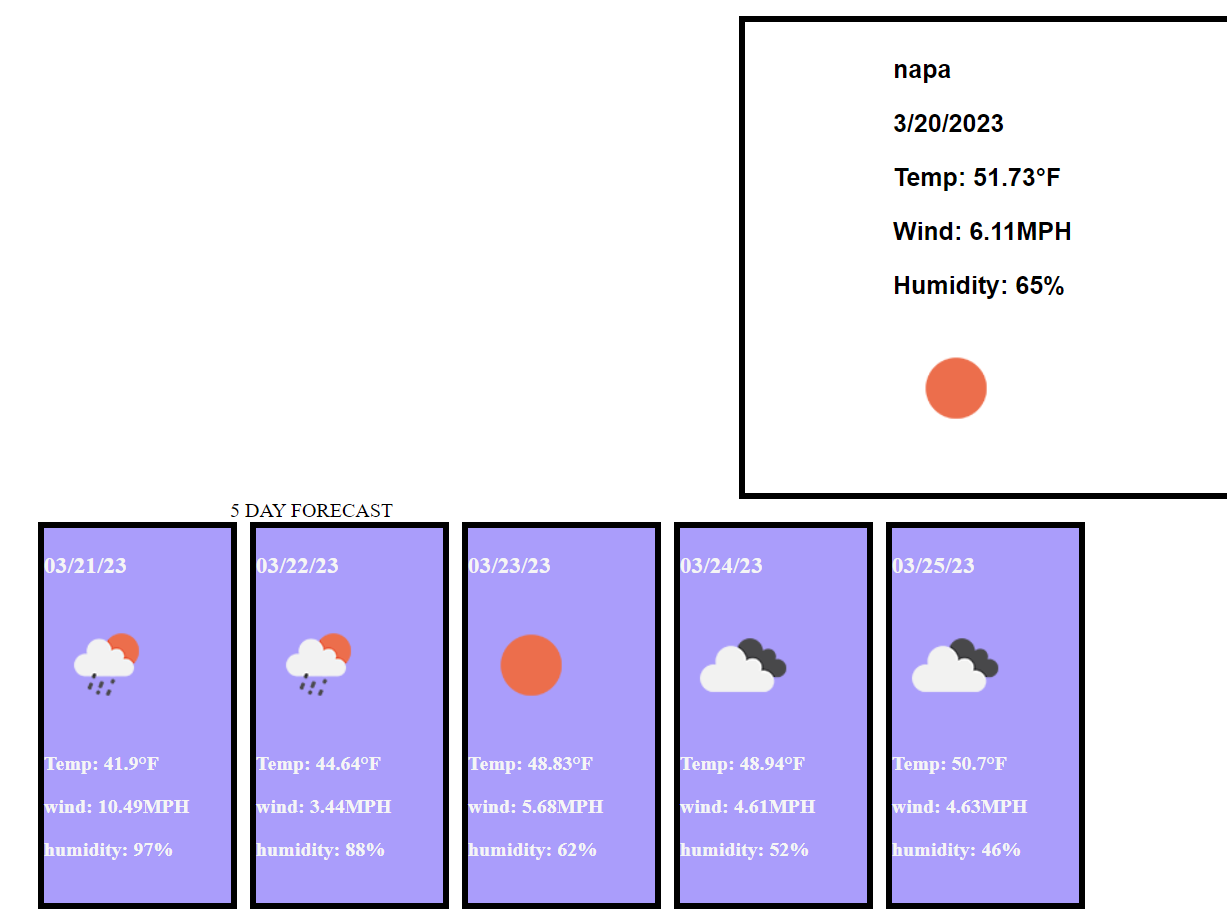 napa
3/20/2023
Temp: 51.73°F
Wind: 6.11MPH
Humidity: 65%
5 DAY FORECAST
03/21/23
Temp: 41.9°F
wind: 10.49MPH
humidity: 97%
03/22/23
Temp: 44.64°F
wind: 3.44MPH
humidity: 88%
03/23/23
Temp: 48.83°F
wind: 5.68MPH
humidity: 62%
03/24/23
Temp: 48.94°F
wind: 4.61MPH
humidity: 52%
03/25/23
Temp: 50.7°F
wind: 4.63MPH
humidity: 46%